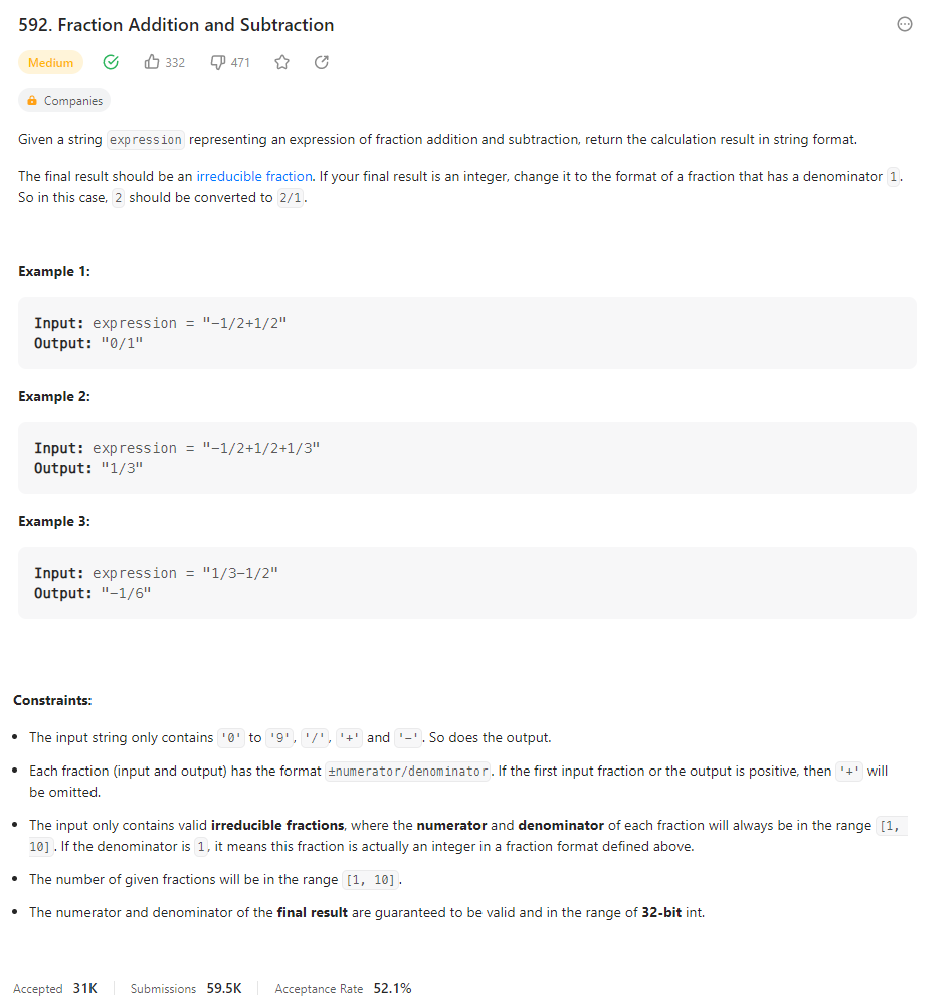 592. Fraction Addition and Subtraction
Medium 332 471
Companies
Given a string expression representing an expression of fraction addition and subtraction, return the calculation result in string format.
The final result should be an irreducible fraction. If your final result is an integer, change it to the format of a fraction that has a denominator 1.
So in this case, 2 should be converted to 2/1.
Example 1:
Input: expression = "-1/2+1/2"
Output: "0/1"
Example 2:
Input: expression = "-1/2+1/2+1/3"
Output: "1/3"
Example 3:
Input: expression = "1/3-1/2"
Output: "-1/6"
Constraints:
• The input string only contains '0' to '9', '/', '+' and '-'. So does the output.
• Each fraction (input and output) has the format ±numerator/denominator. If the first input fraction or the output is positive, then '+' will
be omitted.
• The input only contains valid irreducible fractions, where the numerator and denominator of each fraction will always be in the range [1,
10]. If the denominator is 1, it means this fraction is actually an integer in a fraction format defined above.
• The number of given fractions will be in the range [1, 10].
• The numerator and denominator of the final result are guaranteed to be valid and in the range of 32-bit int.
Accepted 31K Submissions 59.5K Acceptance Rate 52.1%